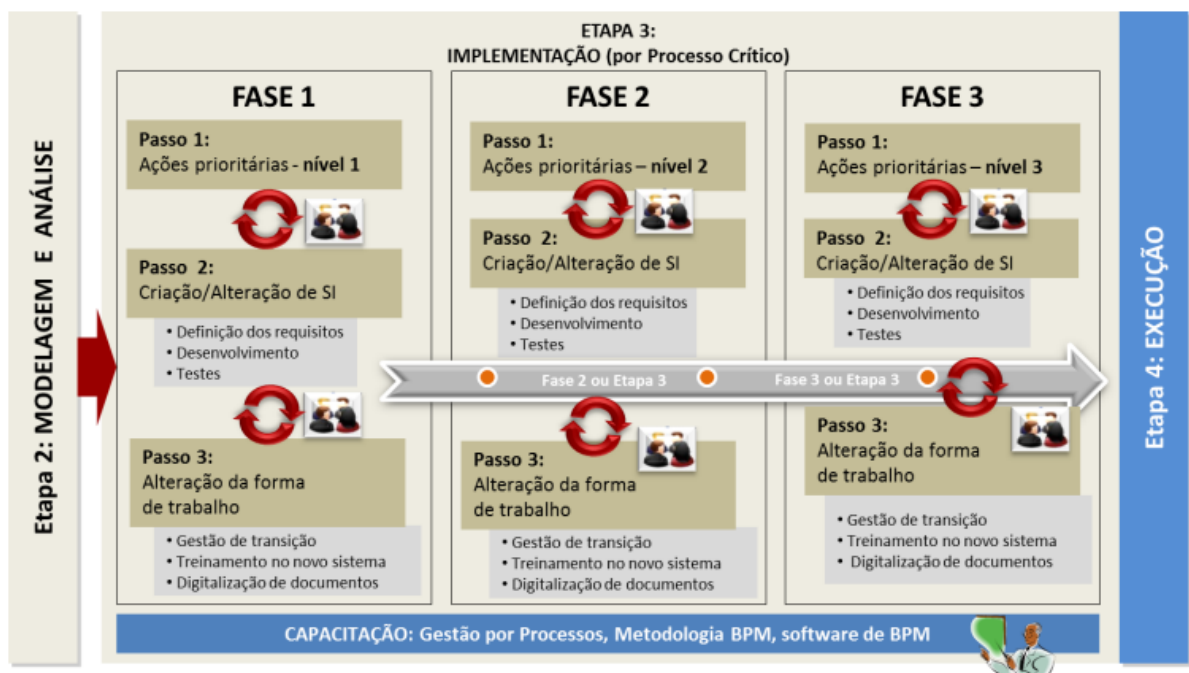 Etapa 2: MODELAGEM E ANÁLISE
ETAPA 3:
IMPLEMENTAÇÃO (por Processo Crítico)
FASE 1
Passo 1:
Ações prioritárias - nível 1
Passo 2:
Criação/Alteração de SI
• Definição dos requisitos
• Desenvolvimento
• Testes
Passo 3:
Alteração da forma
de trabalho
• Gestão de transição
• Treinamento no novo sistema
• Digitalização de documentos
FASE 2
Passo 1:
Ações prioritárias – nível 2
Passo 2:
Criação/Alteração de SI
• Definição dos requisitos
• Desenvolvimento
• Testes
Fase 2 ou Etapa 3
Passo 3:
Alteração da forma
de trabalho
• Gestão de transição
• Treinamento no novo sistema
• Digitalização de documentos
FASE 3
Passo 1:
Ações prioritárias – nível 3
Passo 2:
Criação/Alteração de SI
• Definição dos requisitos
• Desenvolvimento
• Testes
Fase 3 ou Etapa 3
Passo 3:
Alteração da forma
de trabalho
• Gestão de transição
• Treinamento no novo sistema
• Digitalização de documentos
CAPACITAÇÃO: Gestão por Processos, Metodologia BPM, software de BPM
Etapa 4: EXECUÇÃO